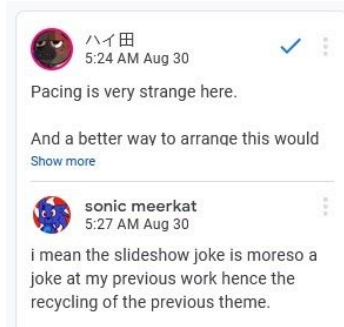 ハイ田
5:24 AM Aug 30
Pacing is very strange here.
And a better way to arrange this would
Show more
sonic meerkat
5:27 AM Aug 30
i mean the slideshow joke is moreso a
joke at my previous work hence the
recycling of the previous theme.